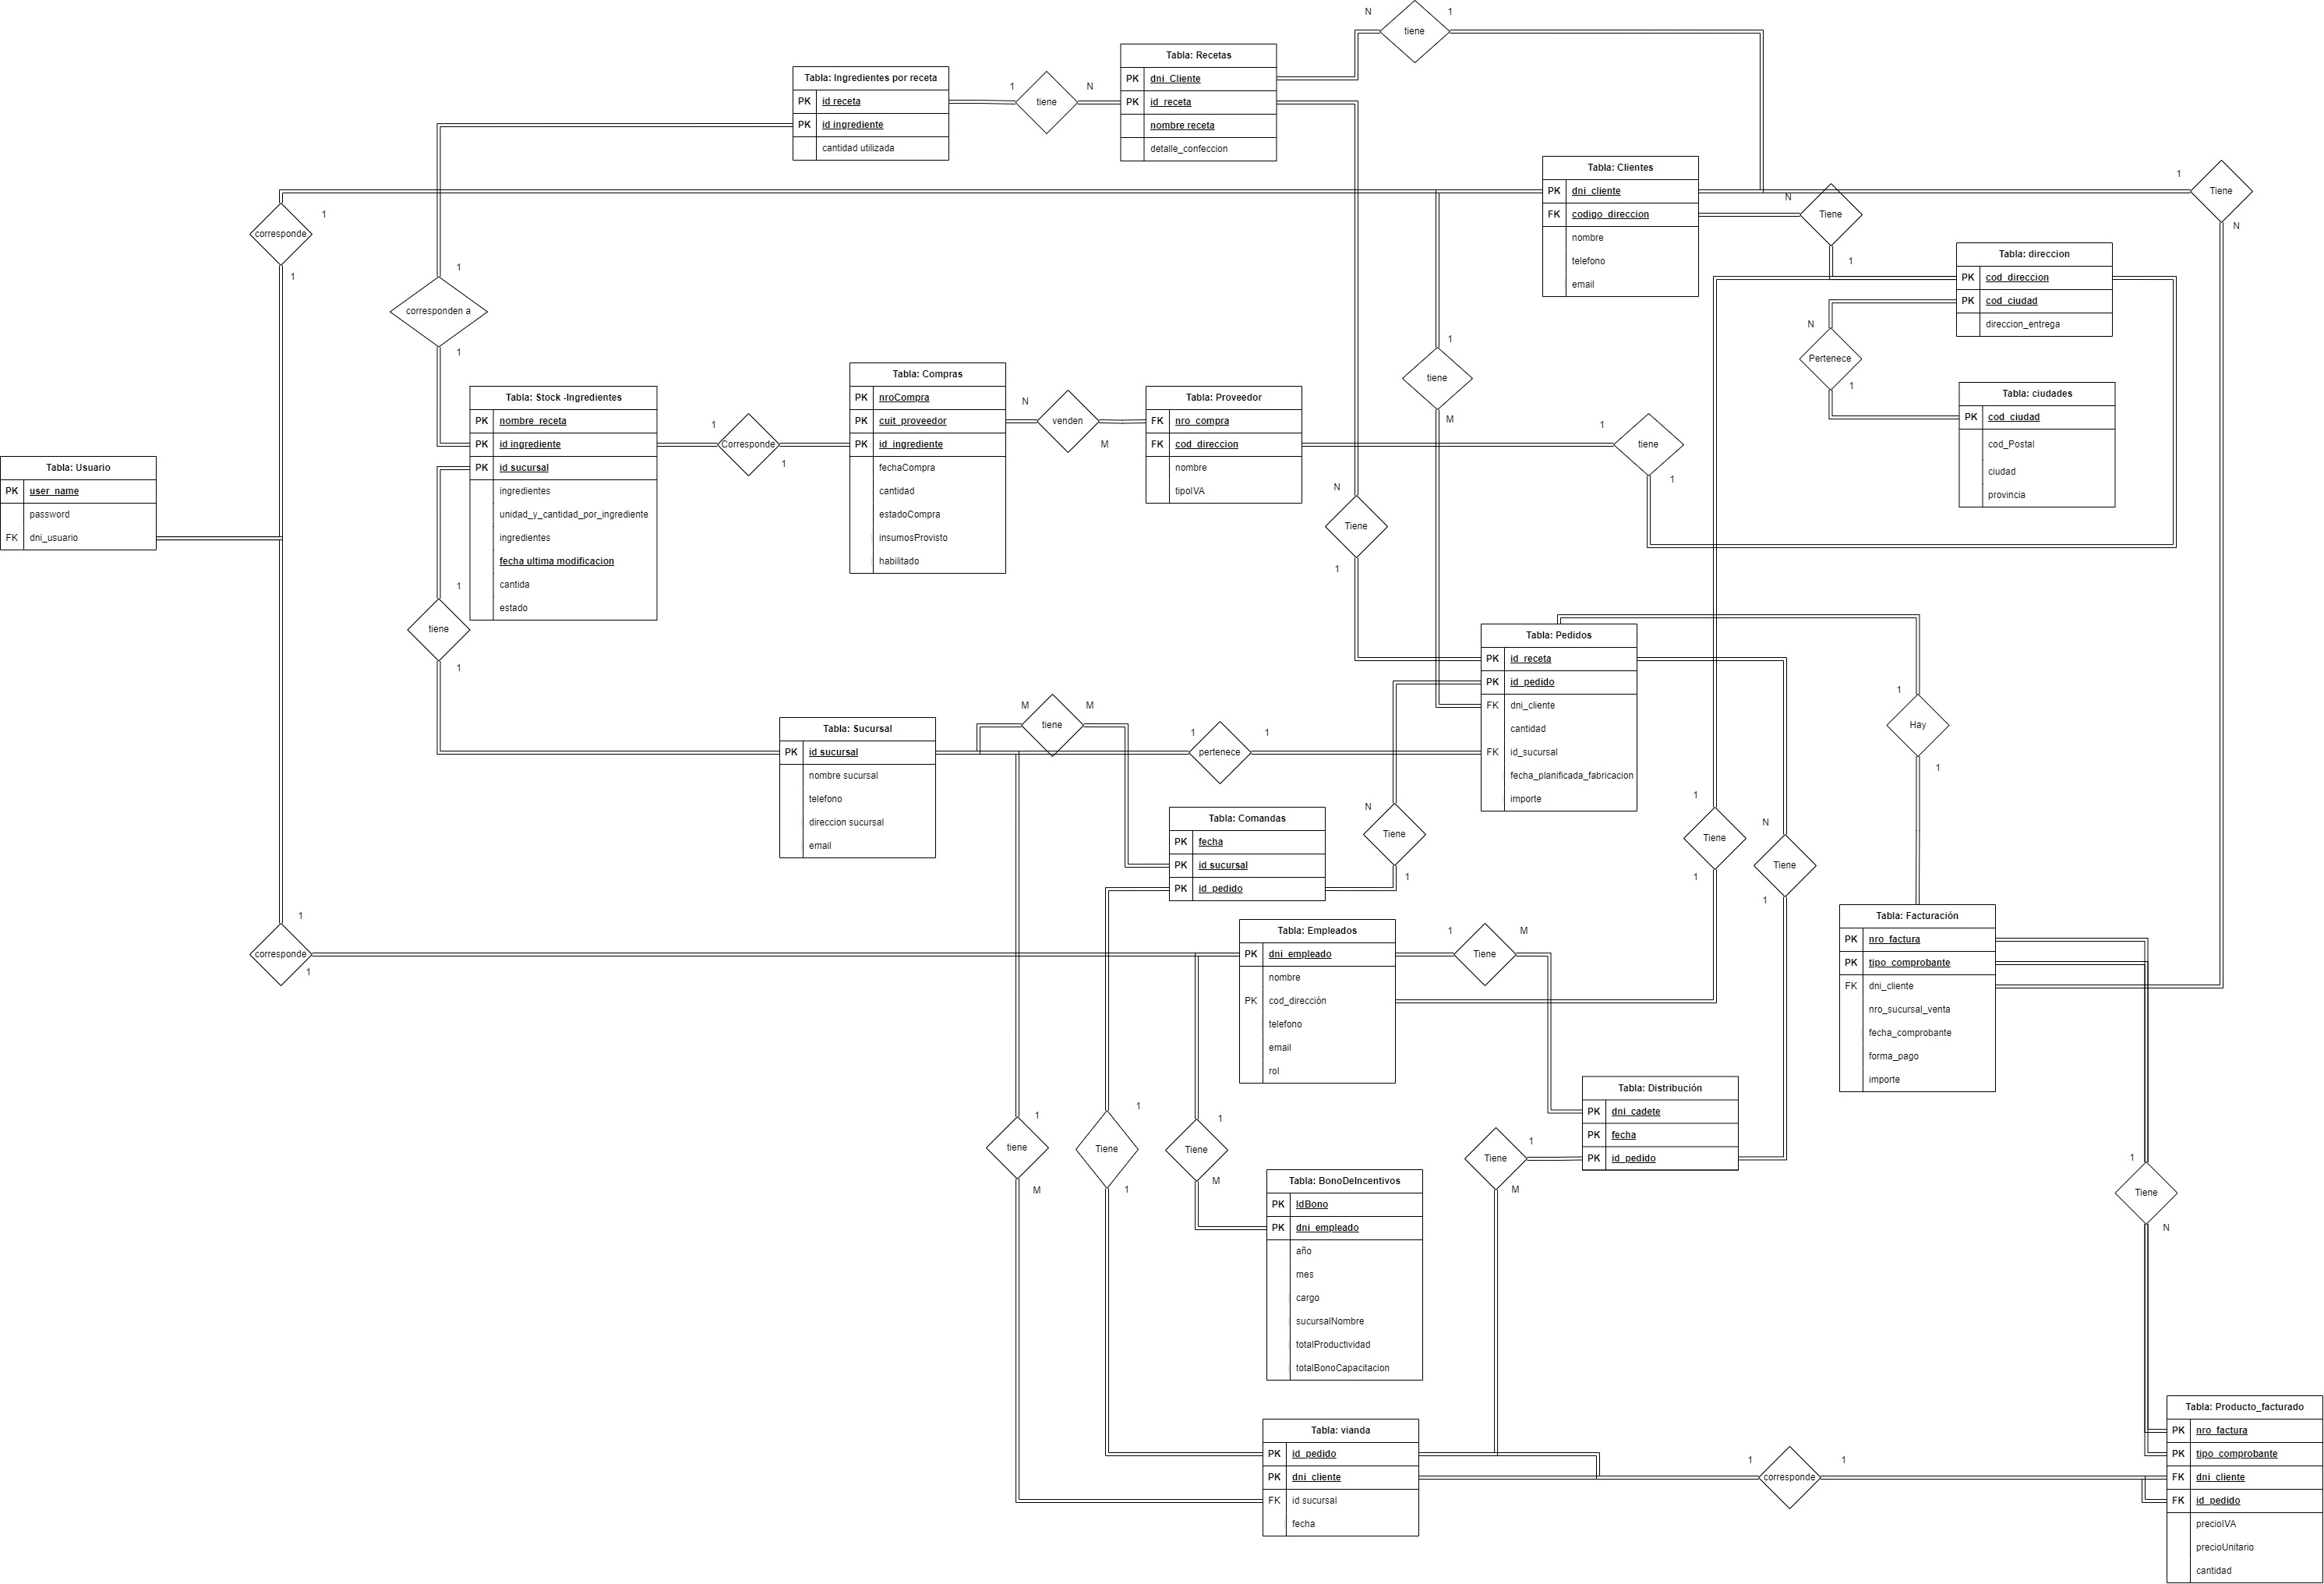 N
1
tiene
Tabla: Recetas
PK dni_Cliente
PK id_receta
nombre receta
detalle_confeccion
Tabla: Ingredientes por receta
PK id receta
PK id ingrediente
cantidad utilizada
1
tiene
N
Tabla: Clientes
PK dni_cliente
FK codigo_direccion
nombre
telefono
email
1
Tiene
N
N
Tiene
1
corresponde
1
1
Tabla: direccion
PK cod_direccion
PK cod_ciudad
direccion_entrega
1
corresponden a
1
N
Pertenece
1
Tabla: ciudades
PK cod_ciudad
cod_Postal
ciudad
provincia
1
tiene
M
Tabla: Stock -Ingredientes
PK nombre_receta
PK id ingrediente
PK id sucursal
ingredientes
unidad_y_cantidad_por_ingrediente
ingredientes
fecha ultima modificacion
cantida
estado
1
Corresponde
1
Tabla: Compras
PK nroCompra
PK cuit_proveedor
PK id_ingrediente
fechaCompra
cantidad
estadoCompra
insumosProvisto
habilitado
N
venden
M
Tabla: Proveedor
FK nro_compra
FK cod_direccion
nombre
tipoIVA
1
tiene
1
Tabla: Usuario
PK user_name
password
FK dni_usuario
N
Tiene
1
1
tiene
1
Tabla: Pedidos
PK id_receta
PK id_pedido
FK dni_cliente
cantidad
FK id_sucursal
fecha_planificada_fabricacion
importe
1
Hay
1
Tabla: Sucursal
PK id sucursal
nombre sucursal
telefono
direccion sucursal
email
M
tiene
M
1
pertenece
1
Tabla: Comandas
PK fecha
PK id sucursal
PK id_pedido
N
Tiene
1
1
Tiene
1
N
Tiene
1
1
corresponde
1
Tabla: Empleados
PK dni_empleado
nombre
PK cod_dirección
telefono
email
rol
1
Tiene
M
Tabla: Facturación
PK nro_factura
PK tipo_comprobante
FK dni_cliente
nro_sucursal_venta
fecha_comprobante
forma_pago
importe
Tabla: Distribución
PK dni_cadete
PK fecha
PK id_pedido
1
tiene
M
1
Tiene
1
1
Tiene
M
1
Tiene
M
1
Tiene
N
Tabla: BonoDeIncentivos
PK IdBono
PK dni_empleado
año
mes
cargo
sucursalNombre
totalProductividad
totalBonoCapacitacion
Tabla: vianda
PK id_pedido
PK dni_cliente
FK id sucursal
fecha
1
corresponde
1
Tabla: Producto_facturado
PK nro_factura
PK tipo_comprobante
FK dni_cliente
FK id_pedido
precioIVA
precioUnitario
cantidad